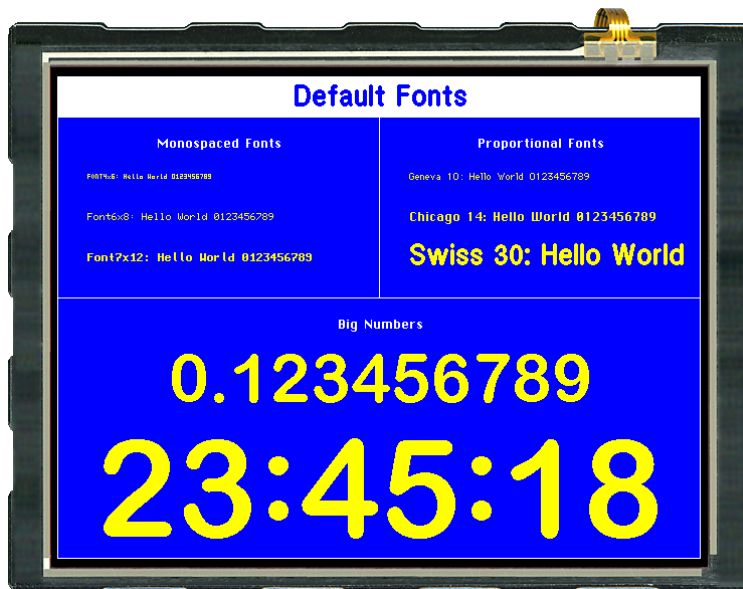 Default Fonts
Monospaced Fonts
FONT4x6: Hello World 0123456789
Font6x8: Hello World 0123456789
Font7x12: Hello World 0123456789
Proportional Fonts
Geneva 10: Hello World 0123456789
Chicago 14: Hello World 0123456789
Swiss 30: Hello World
Big Numbers
0.123456789
23:45:18